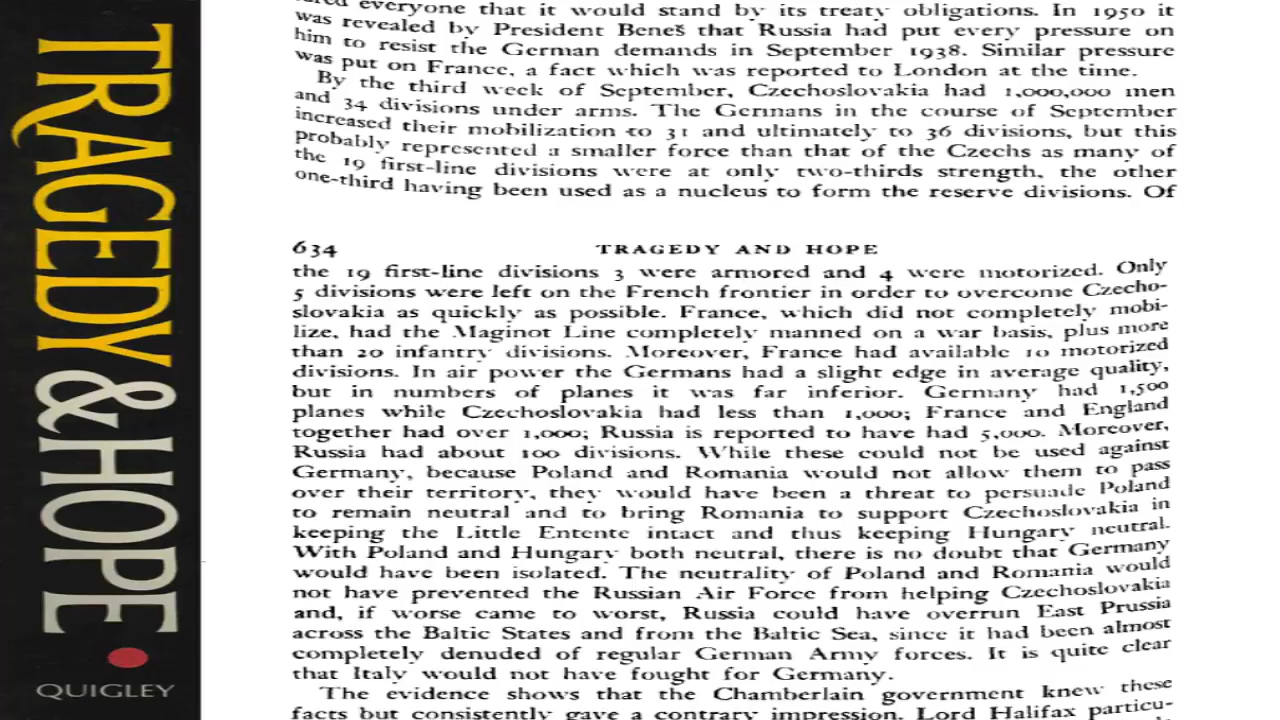 TRAGEDY & HOPE
QUIGLEY
everyone that it would stand by its treaty obligations. In 1950 it
was revealed by President Beneš that Russia had put every pressure on
him to resist the German demands in September 1938. Similar pressure
was put on France, a fact which was reported to London at the time.
By the third week of September, Czechoslovakia had 1,000,000 men
and 34 divisions under arms. The Germans in the course of September
increased their mobilization to 31 and ultimately to 36 divisions, but this
probably represented a smaller force than that of the Czechs as many of
the 19 first-line divisions were at only two-thirds strength, the other
one-third having been used as a nucleus to form the reserve divisions. Of
634 TRAGEDY AND HOPE
the 19 first-line divisions 3 were armored and 4 were motorized. Only
5 divisions were left on the French frontier in order to overcome Czecho-
slovakia as quickly as possible. France, which did not completely mobi-
lize, had the Maginot Line completely manned on a war basis, plus more
than 20 infantry divisions. Moreover, France had available 10 motorized
divisions. In air power the Germans had a slight edge in average quality,
but in numbers of planes it was far inferior. Germany had 1,500
planes while Czechoslovakia had less than 1,000; France and England
together had over 1,000; Russia is reported to have had 5,000. Moreover,
Russia had about 100 divisions. While these could not be used against
Germany, because Poland and Romania would not allow them to pass
over their territory, they would have been a threat to persuade Poland
to remain neutral and to bring Romania to support Czechoslovakia in
keeping the Little Entente intact and thus keeping Hungary neutral.
With Poland and Hungary both neutral, there is no doubt that Germany
would have been isolated. The neutrality of Poland and Romania would
not have prevented the Russian Air Force from helping Czechoslovakia
and, if worse came to worst, Russia could have overrun East Prussia
across the Baltic States and from the Baltic Sea, since it had been almost
completely denuded of regular German Army forces. It is quite clear
that Italy would not have fought for Germany.
The evidence shows that the Chamberlain government knew these
facts but consistently gave a contrary impression. Lord Halifax particu-